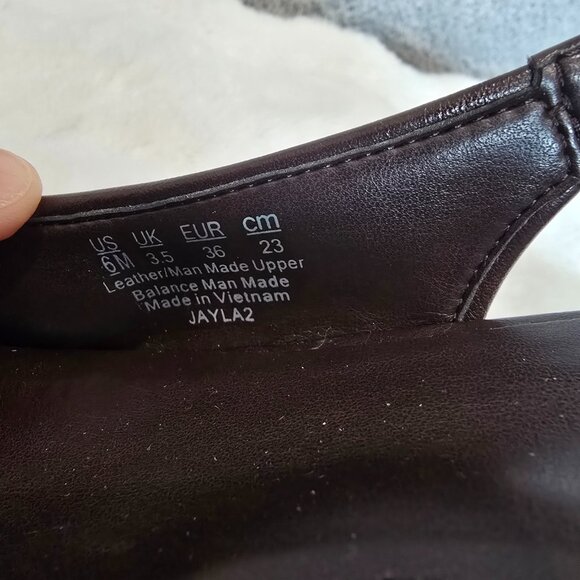 US UK EUR cm
6M 3.5 36 23
Leather/Man Made Upper
Balance Man Made
Made in Vietnam
JAYLA2